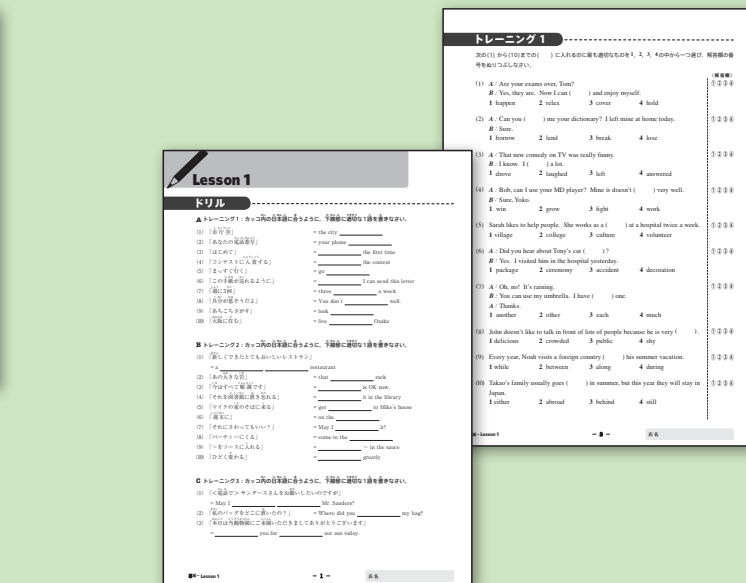 Lesson 1
ドリル
A トレーニング1：カッコ内の日本語に合うように、下線部に適切な1語を書きなさい。
(1) 「市庁舎」 = the city
(2) 「あなたの電話番号」 = your phone
(3) 「はじめて」 = the first time
(4) 「コンテストに入賞する」 = the contest
(5) 「まっすぐ行く」 = go
(6) 「この手紙が送れるように」 = I can send this letter
(7) 「週に3回」 = three a week
(8) 「具合が悪そうだよ」 = You don't well.
(9) 「あちこちさがす」 = look
(10) 「大阪に住む」 = live Osaka
B トレーニング2：カッコ内の日本語に合うように、下線部に適切な1語を書きなさい。
(1) 「新しくできたとてもおいしいレストラン」
= a restaurant
(2) 「あの大きな岩」 = that rock
(3) 「今はすべて順調です」 = is OK now.
(4) 「それを図書館に置き忘れる」 = it in the library
(5) 「マイクの家のそばに来る」 = get to Mike's house
(6) 「週末に」 = on the
(7) 「それにさわってもいい？」 = May I it?
(8) 「パーティーにくる」 = come to the
(9) 「～をソースに入れる」 = ～ in the sauce
(10) 「ひどく変わる」 = greatly
C トレーニング3：カッコ内の日本語に合うように、下線部に適切な1語を書きなさい。
(1) 「<電話で> サンダースさんをお願いしたいのですが」
= May I Mr. Sanders?
(2) 「私のバッグをどこに置いたの？」 = Where did you my bag?
(3) 「本日は当動物園にご来園いただきましてありがとうございます」
= you for our zoo today.
Lesson 1
− 1 −
氏名
トレーニング 1
次の(1) から(10)までの( )に入れるのに最も適切なものを1, 2, 3, 4の中から一つ選び、解答欄の番
号をぬりつぶしなさい。
(解答欄)
(1) A : Are your exams over, Tom? ①②③④
B : Yes, they are. Now I can ( ) and enjoy myself.
1 happen 2 relax 3 cover 4 hold
(2) A : Can you ( ) me your dictionary? I left mine at home today. ①②③④
B : Sure.
1 borrow 2 lend 3 break 4 lose
(3) A : That new comedy on TV was really funny. ①②③④
B : I know. I ( ) a lot.
1 drove 2 laughed 3 left 4 answered
(4) A : Bob, can I use your MD player? Mine is doesn't ( ) very well. ①②③④
B : Sure, Yoko.
1 win 2 grow 3 fight 4 work
(5) Sarah likes to help people. She works as a ( ) at a hospital twice a week. ①②③④
1 village 2 college 3 culture 4 volunteer
(6) A : Did you hear about Tony's car ( )? ①②③④
B : Yes. I visited him in the hospital yesterday.
1 package 2 ceremony 3 accident 4 decoration
(7) A : Oh, no! It's raining. ①②③④
B : You can use my umbrella. I have ( ) one.
A : Thanks.
1 another 2 other 3 each 4 much
(8) John doesn't like to talk in front of lots of people because he is very ( ). ①②③④
1 delicious 2 crowded 3 public 4 shy
(9) Every year, Noah visits a foreign country ( ) his summer vacation. ①②③④
1 while 2 between 3 along 4 during
(10) Takao's family usually goes ( ) in summer, but this year they will stay in ①②③④
Japan.
1 either 2 abroad 3 behind 4 still
Lesson 1
− 3 −
氏名